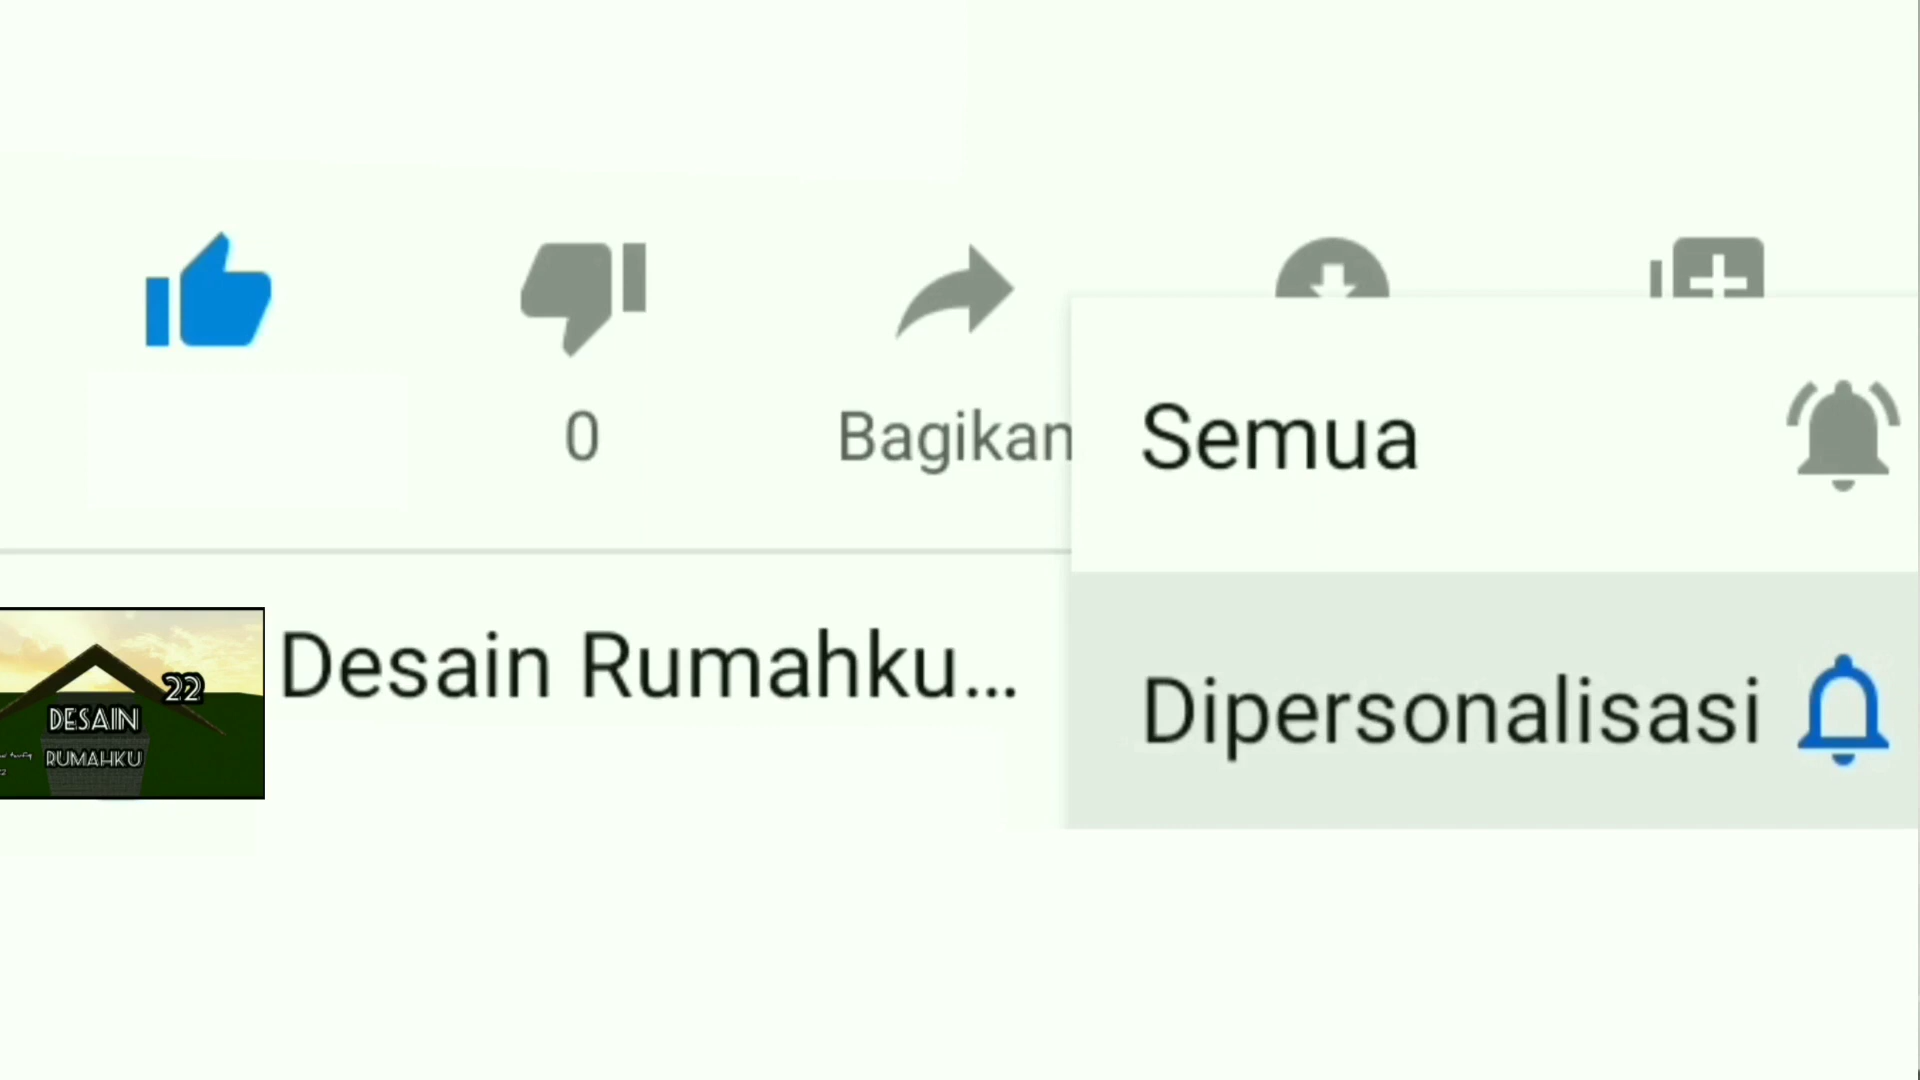 0
Bagikan
Semua
Desain Rumahku...
Dipersonalisasi
22
DESAIN
RUMAHKU